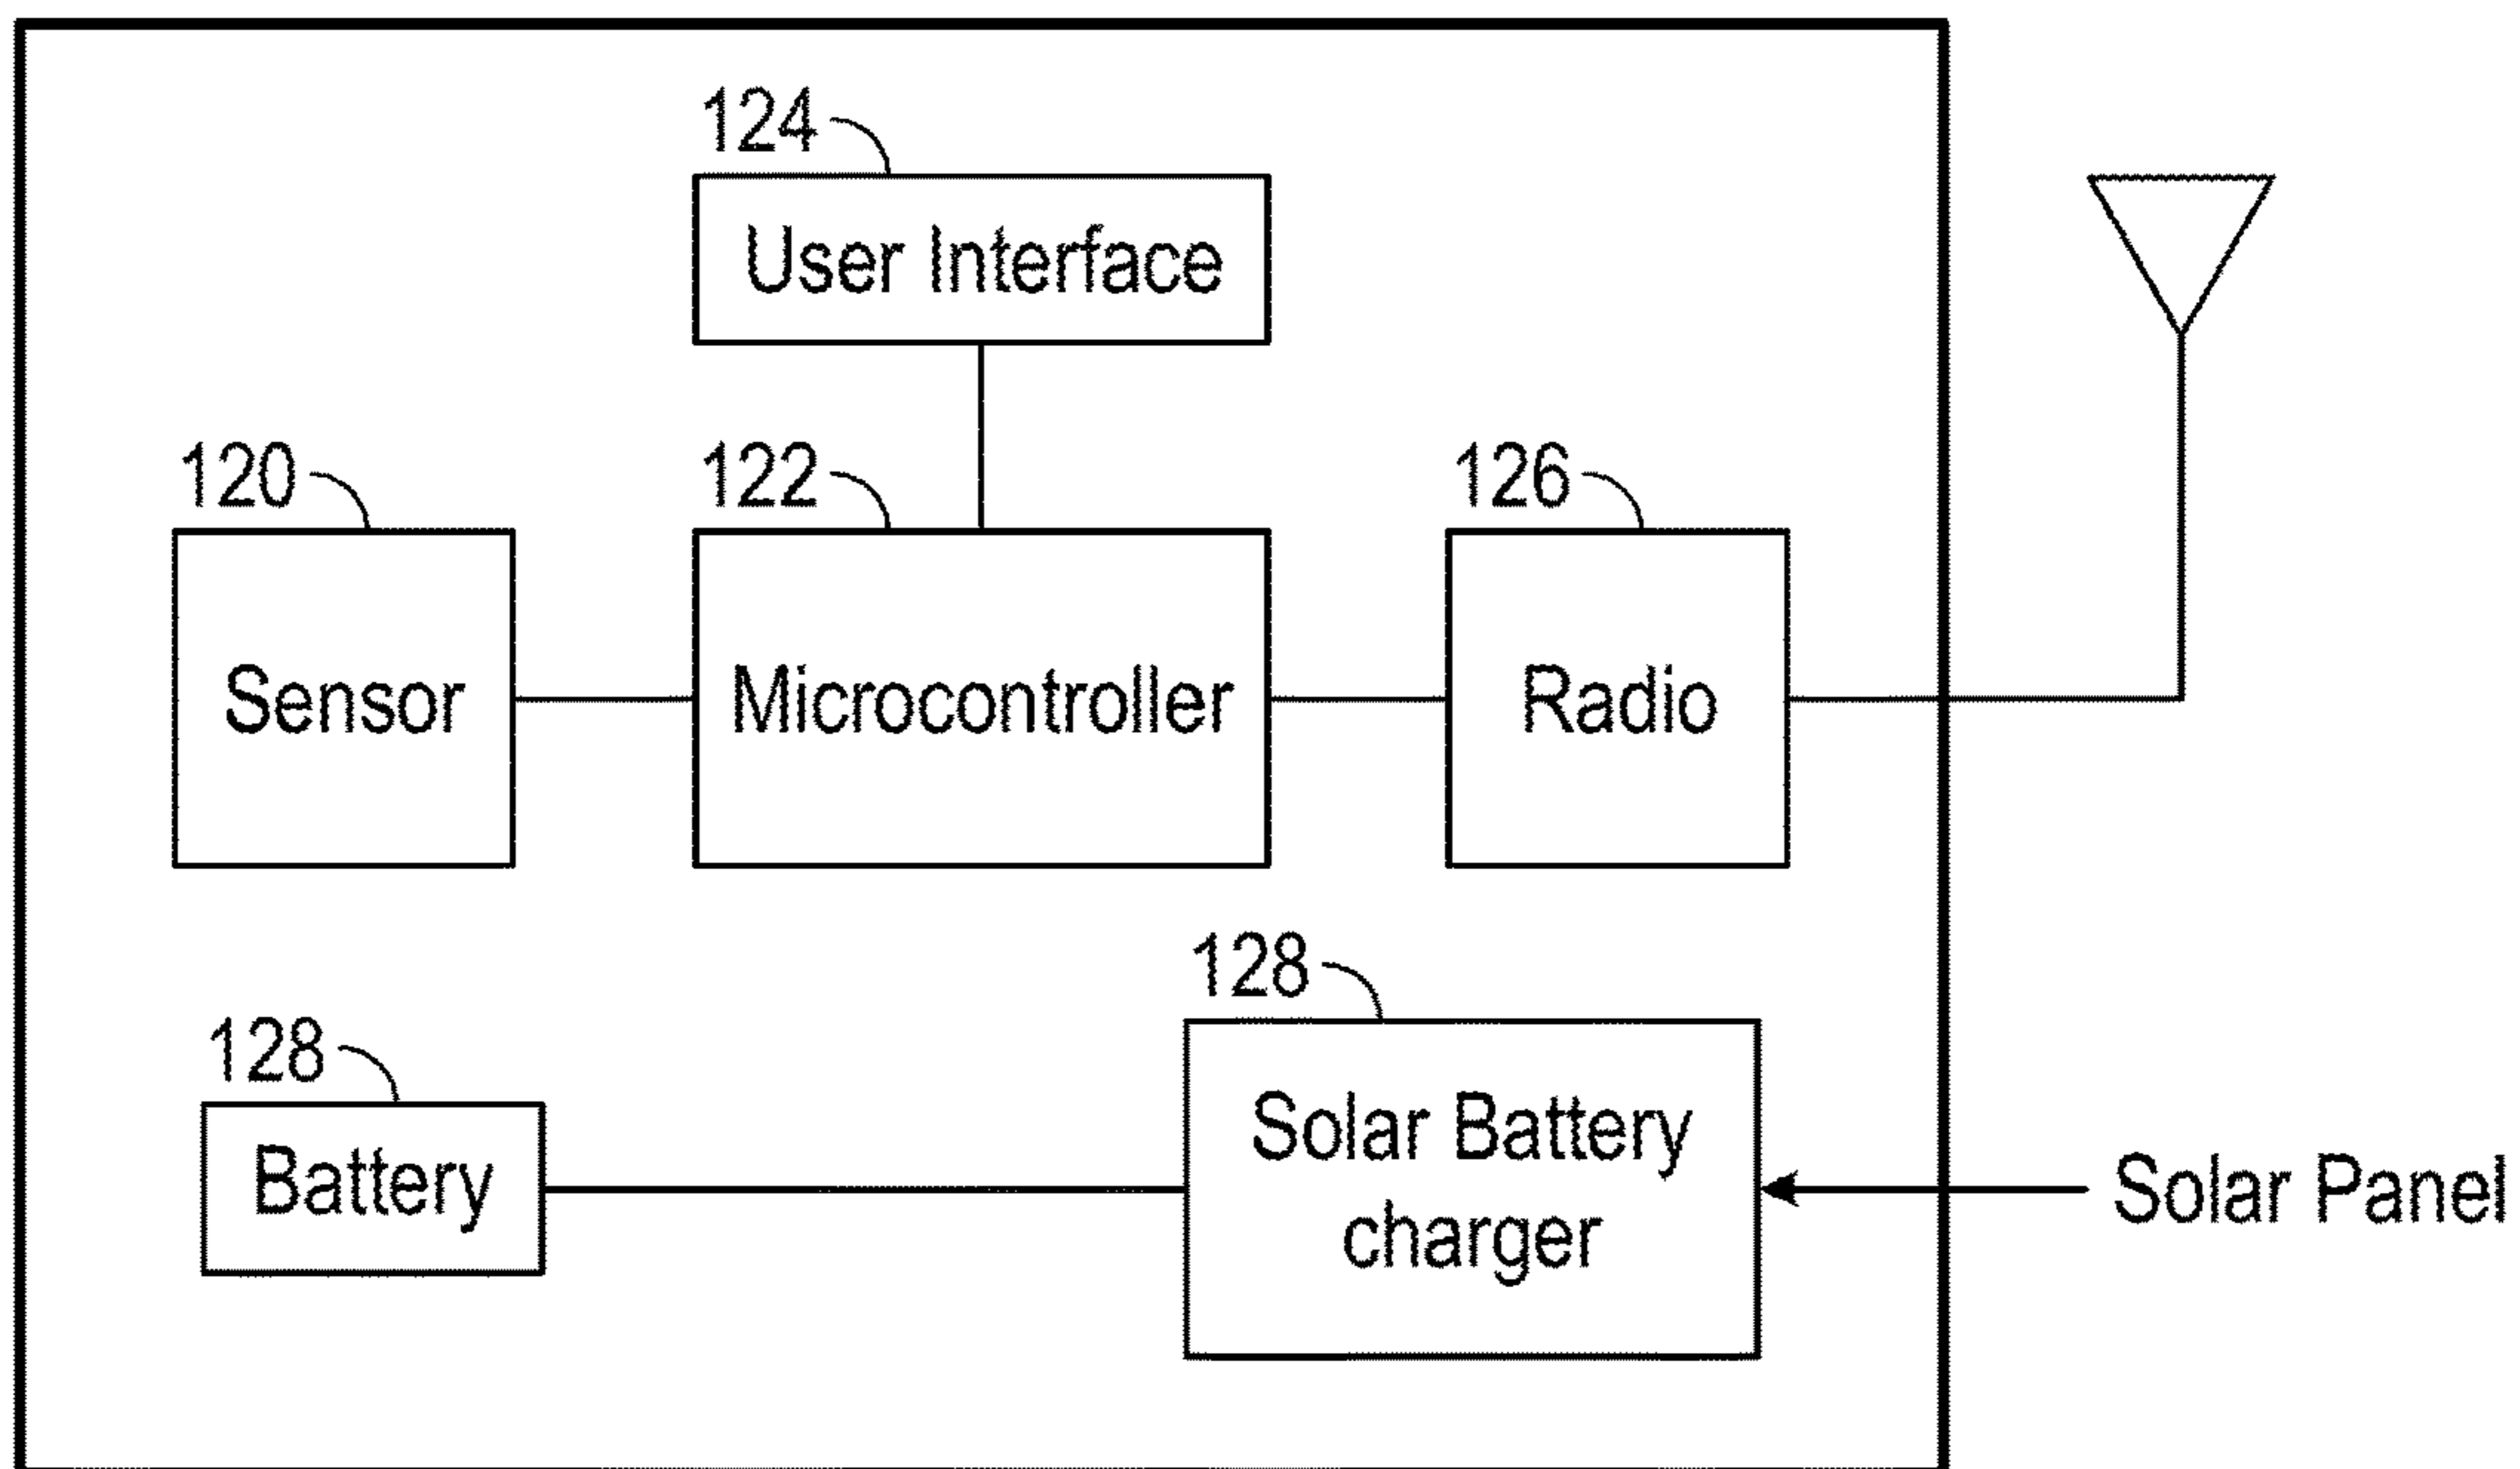 124
User Interface
120
122
126
Sensor
Microcontroller
Radio
128
128
Battery
Solar Battery
charger
Solar Panel